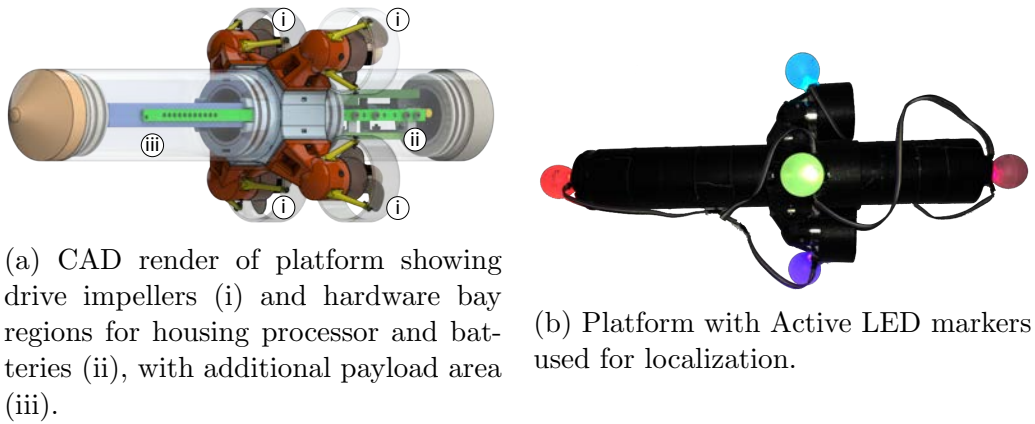 i
i
iii
ii
i
i
(a) CAD render of platform showing
drive impellers (i) and hardware bay
regions for housing processor and bat-
teries (ii), with additional payload area
(iii).
(b) Platform with Active LED markers
used for localization.